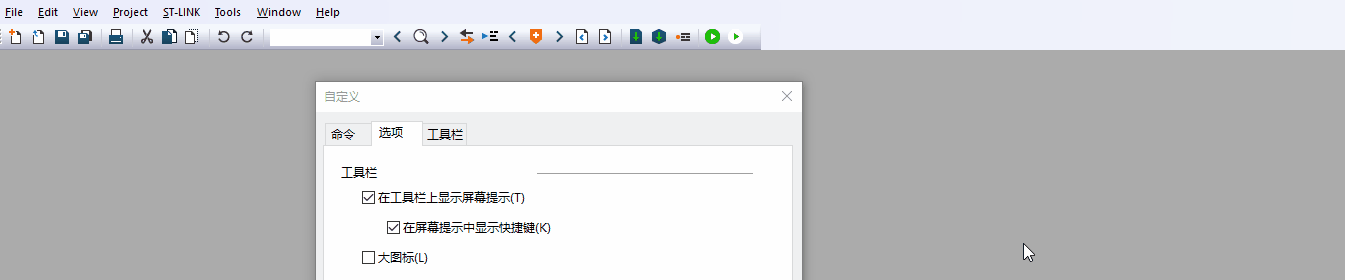 File Edit View Project ST-LINK Tools Window Help
自定义
命令 选项 工具栏
工具栏
在工具栏上显示屏幕提示(T)
在屏幕提示中显示快捷键(K)
大图标(L)